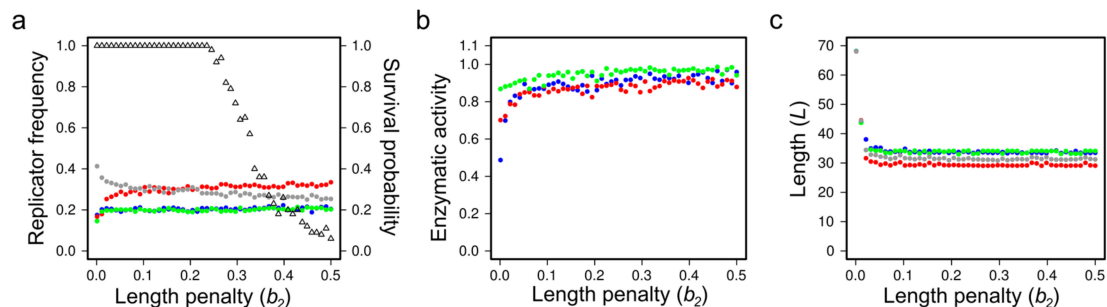 a
b
c
Replicator frequency
1.0
0.8
0.6
0.4
0.2
0.0
1.0
0.8
0.6
0.4
0.2
0.0
Survival probability
0.0 0.1 0.2 0.3 0.4 0.5
Length penalty (b2)
Enzymatic activity
1.1
1.0
0.8
0.6
0.4
0.2
0.0
0.0 0.1 0.2 0.3 0.4 0.5
Length penalty (b2)
Length (L)
70
60
50
40
30
20
10
0
0.0 0.1 0.2 0.3 0.4 0.5
Length penalty (b2)